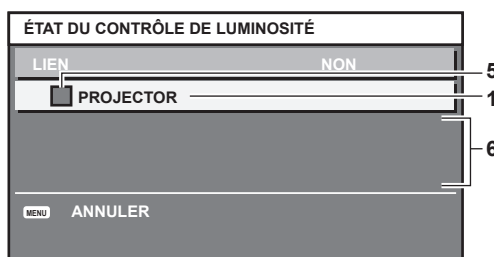 ÉTAT DU CONTRÔLE DE LUMINOSITÉ
LIEN NON
5
PROJECTOR
1
6
MENU ANNULER